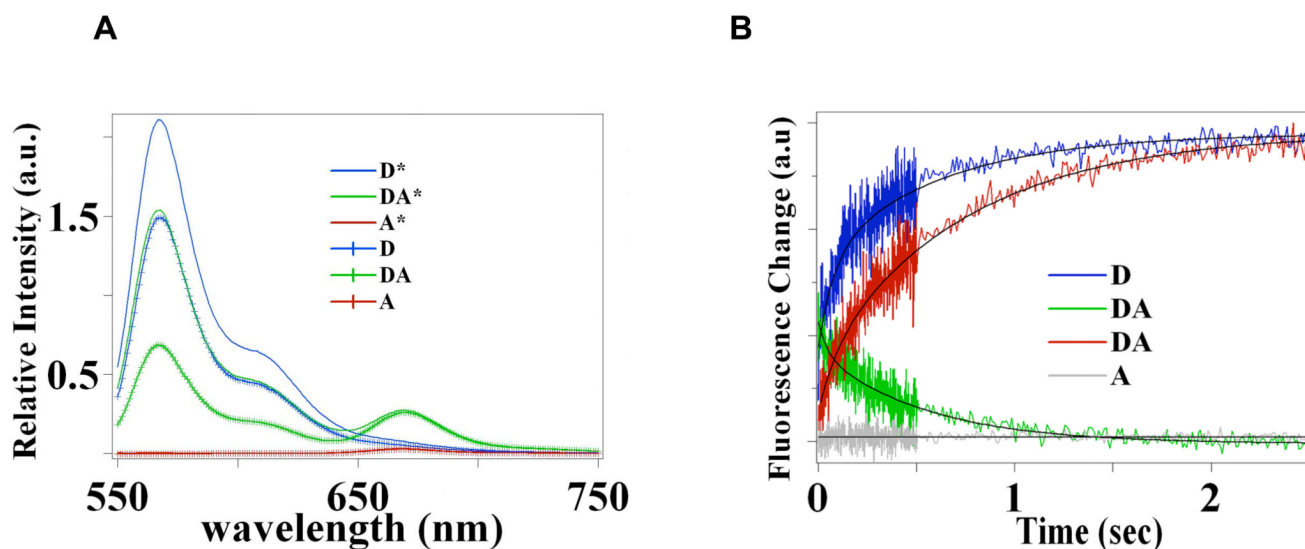 A
B
Relative Intensity (a.u.)
1.5
0.5
D*
DA*
A*
D
DA
A
550
650
750
wavelength (nm)
Fluorescence Change (a.u)
D
DA
DA
A
0
1
2
Time (sec)